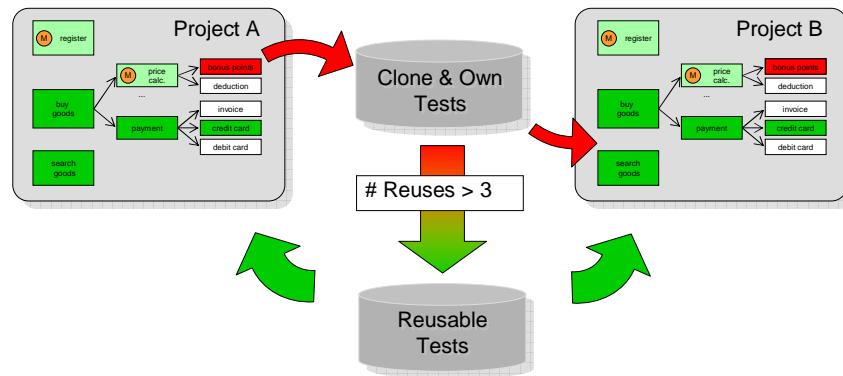 Project A
M register
M price
calc.
bonus points
deduction
...
buy
goods
invoice
payment
credit card
debit card
search
goods
Clone & Own
Tests
# Reuses > 3
Reusable
Tests
Project B
M register
M price
calc.
bonus points
deduction
...
buy
goods
invoice
payment
credit card
debit card
search
goods